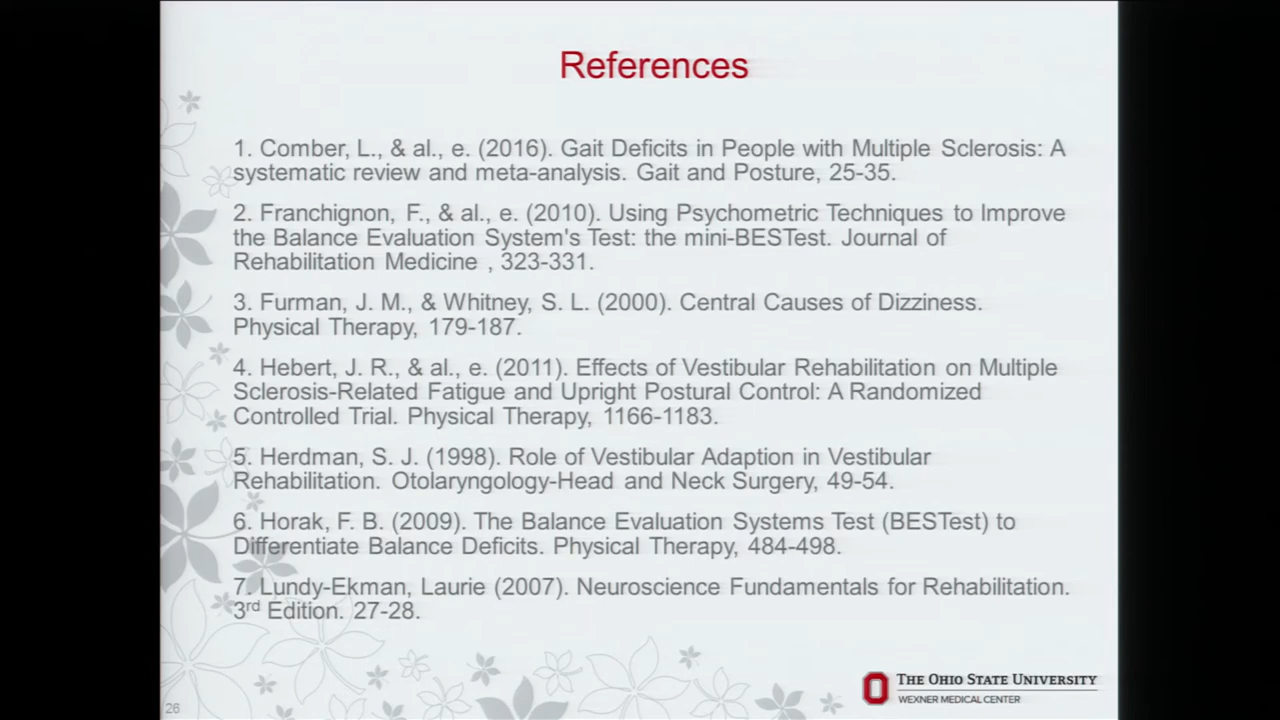 References
1. Comber, L., & al., e. (2016). Gait Deficits in People with Multiple Sclerosis: A
systematic review and meta-analysis. Gait and Posture, 25-35.
2. Franchignon, F., & al., e. (2010). Using Psychometric Techniques to Improve
the Balance Evaluation System's Test: the mini-BESTest. Journal of
Rehabilitation Medicine , 323-331.
3. Furman, J. M., & Whitney, S. L. (2000). Central Causes of Dizziness.
Physical Therapy, 179-187.
4. Hebert, J. R., & al., e. (2011). Effects of Vestibular Rehabilitation on Multiple
Sclerosis-Related Fatigue and Upright Postural Control: A Randomized
Controlled Trial. Physical Therapy, 1166-1183.
5. Herdman, S. J. (1998). Role of Vestibular Adaption in Vestibular
Rehabilitation. Otolaryngology-Head and Neck Surgery, 49-54.
6. Horak, F. B. (2009). The Balance Evaluation Systems Test (BESTest) to
Differentiate Balance Deficits. Physical Therapy, 484-498.
7. Lundy-Ekman, Laurie (2007). Neuroscience Fundamentals for Rehabilitation.
3rd Edition. 27-28.
THE OHIO STATE UNIVERSITY
WEXNER MEDICAL CENTER
26